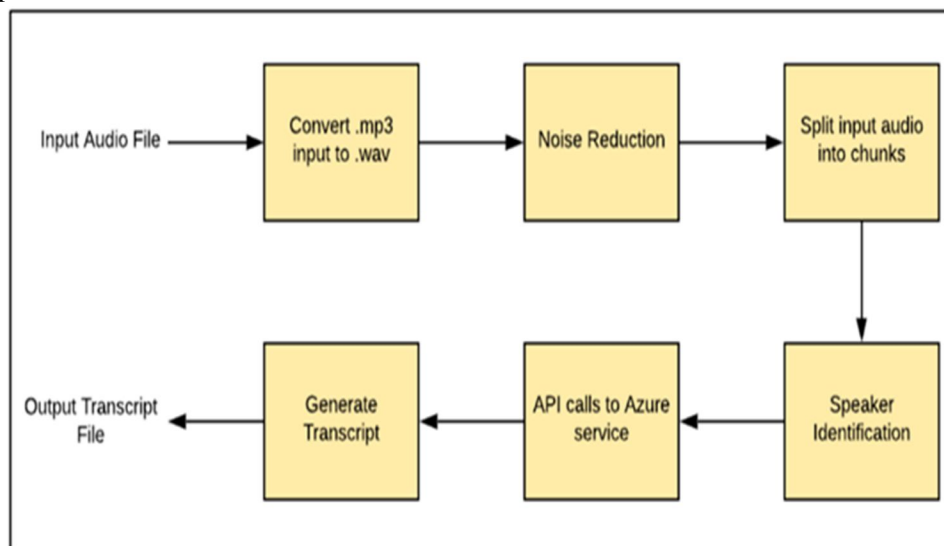 Input Audio File
Convert .mp3
input to .wav
Noise Reduction
Split input audio
into chunks
Speaker
Identification
API calls to Azure
service
Generate
Transcript
Output Transcript
File